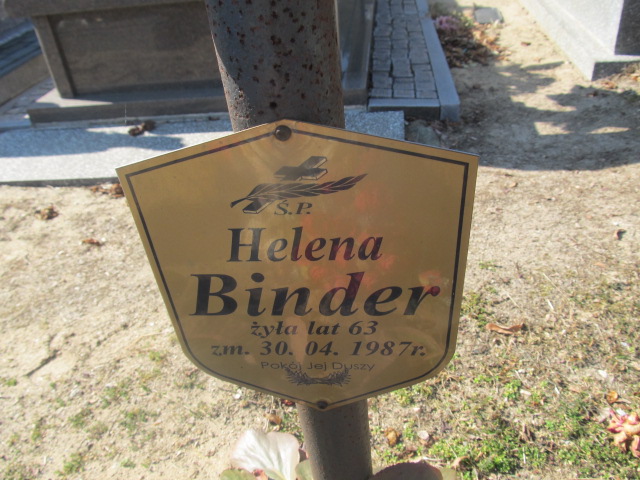 Ś.P.
Helena
Binder
żyła lat 63
zm. 30. 04. 1987r.
Pokój Jej Duszy